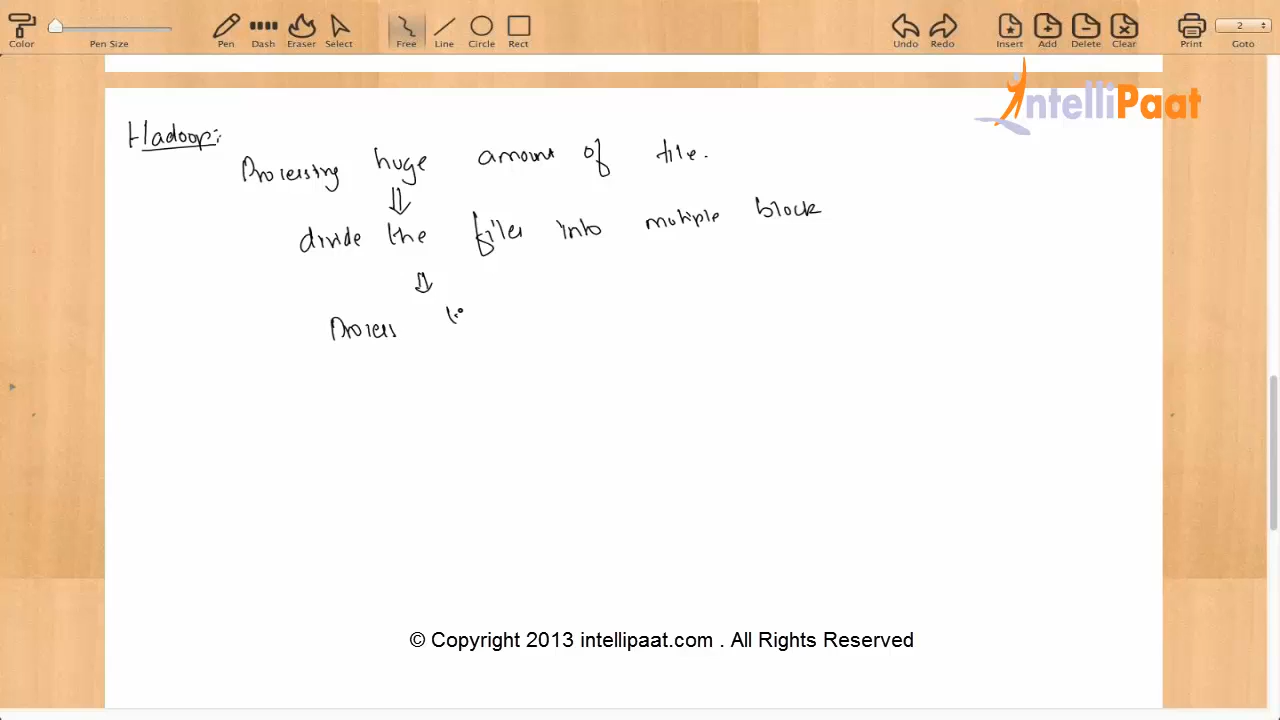 Color
Pen Size
Pen
Dash
Eraser
Select
Free
Line
Circle
Rect
Undo
Redo
Insert
Add
Delete
Clear
Print
2
Goto
IntelliPaat
Hadoop:
Processing huge amount of file.
divide the files into mutiple block
Process
© Copyright 2013 intellipaat.com . All Rights Reserved